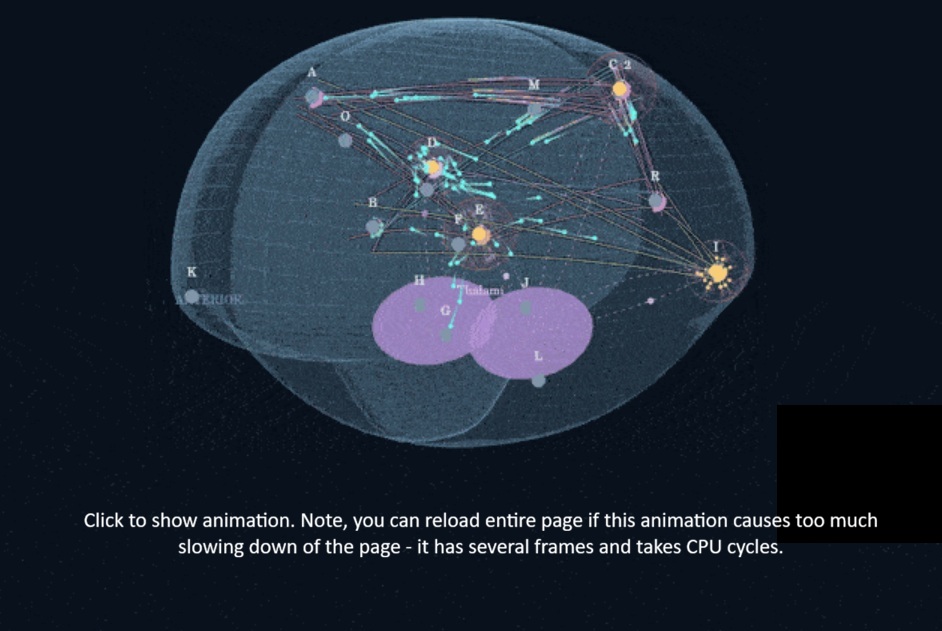 C 2
A
M
O
D
R
B
E
F
I
K
ANTERIOR
H
Thalami
J
G
L
Click to show animation. Note, you can reload entire page if this animation causes too much
slowing down of the page - it has several frames and takes CPU cycles.